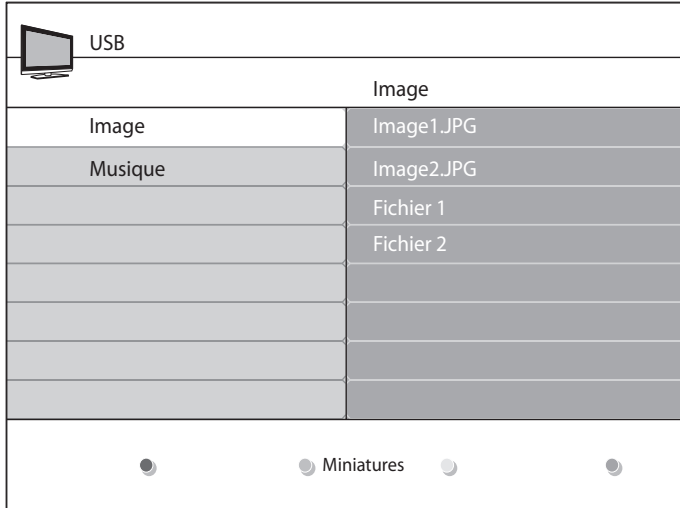 USB
Image
Image
Image1.JPG
Musique
Image2.JPG
Fichier 1
Fichier 2
Miniatures